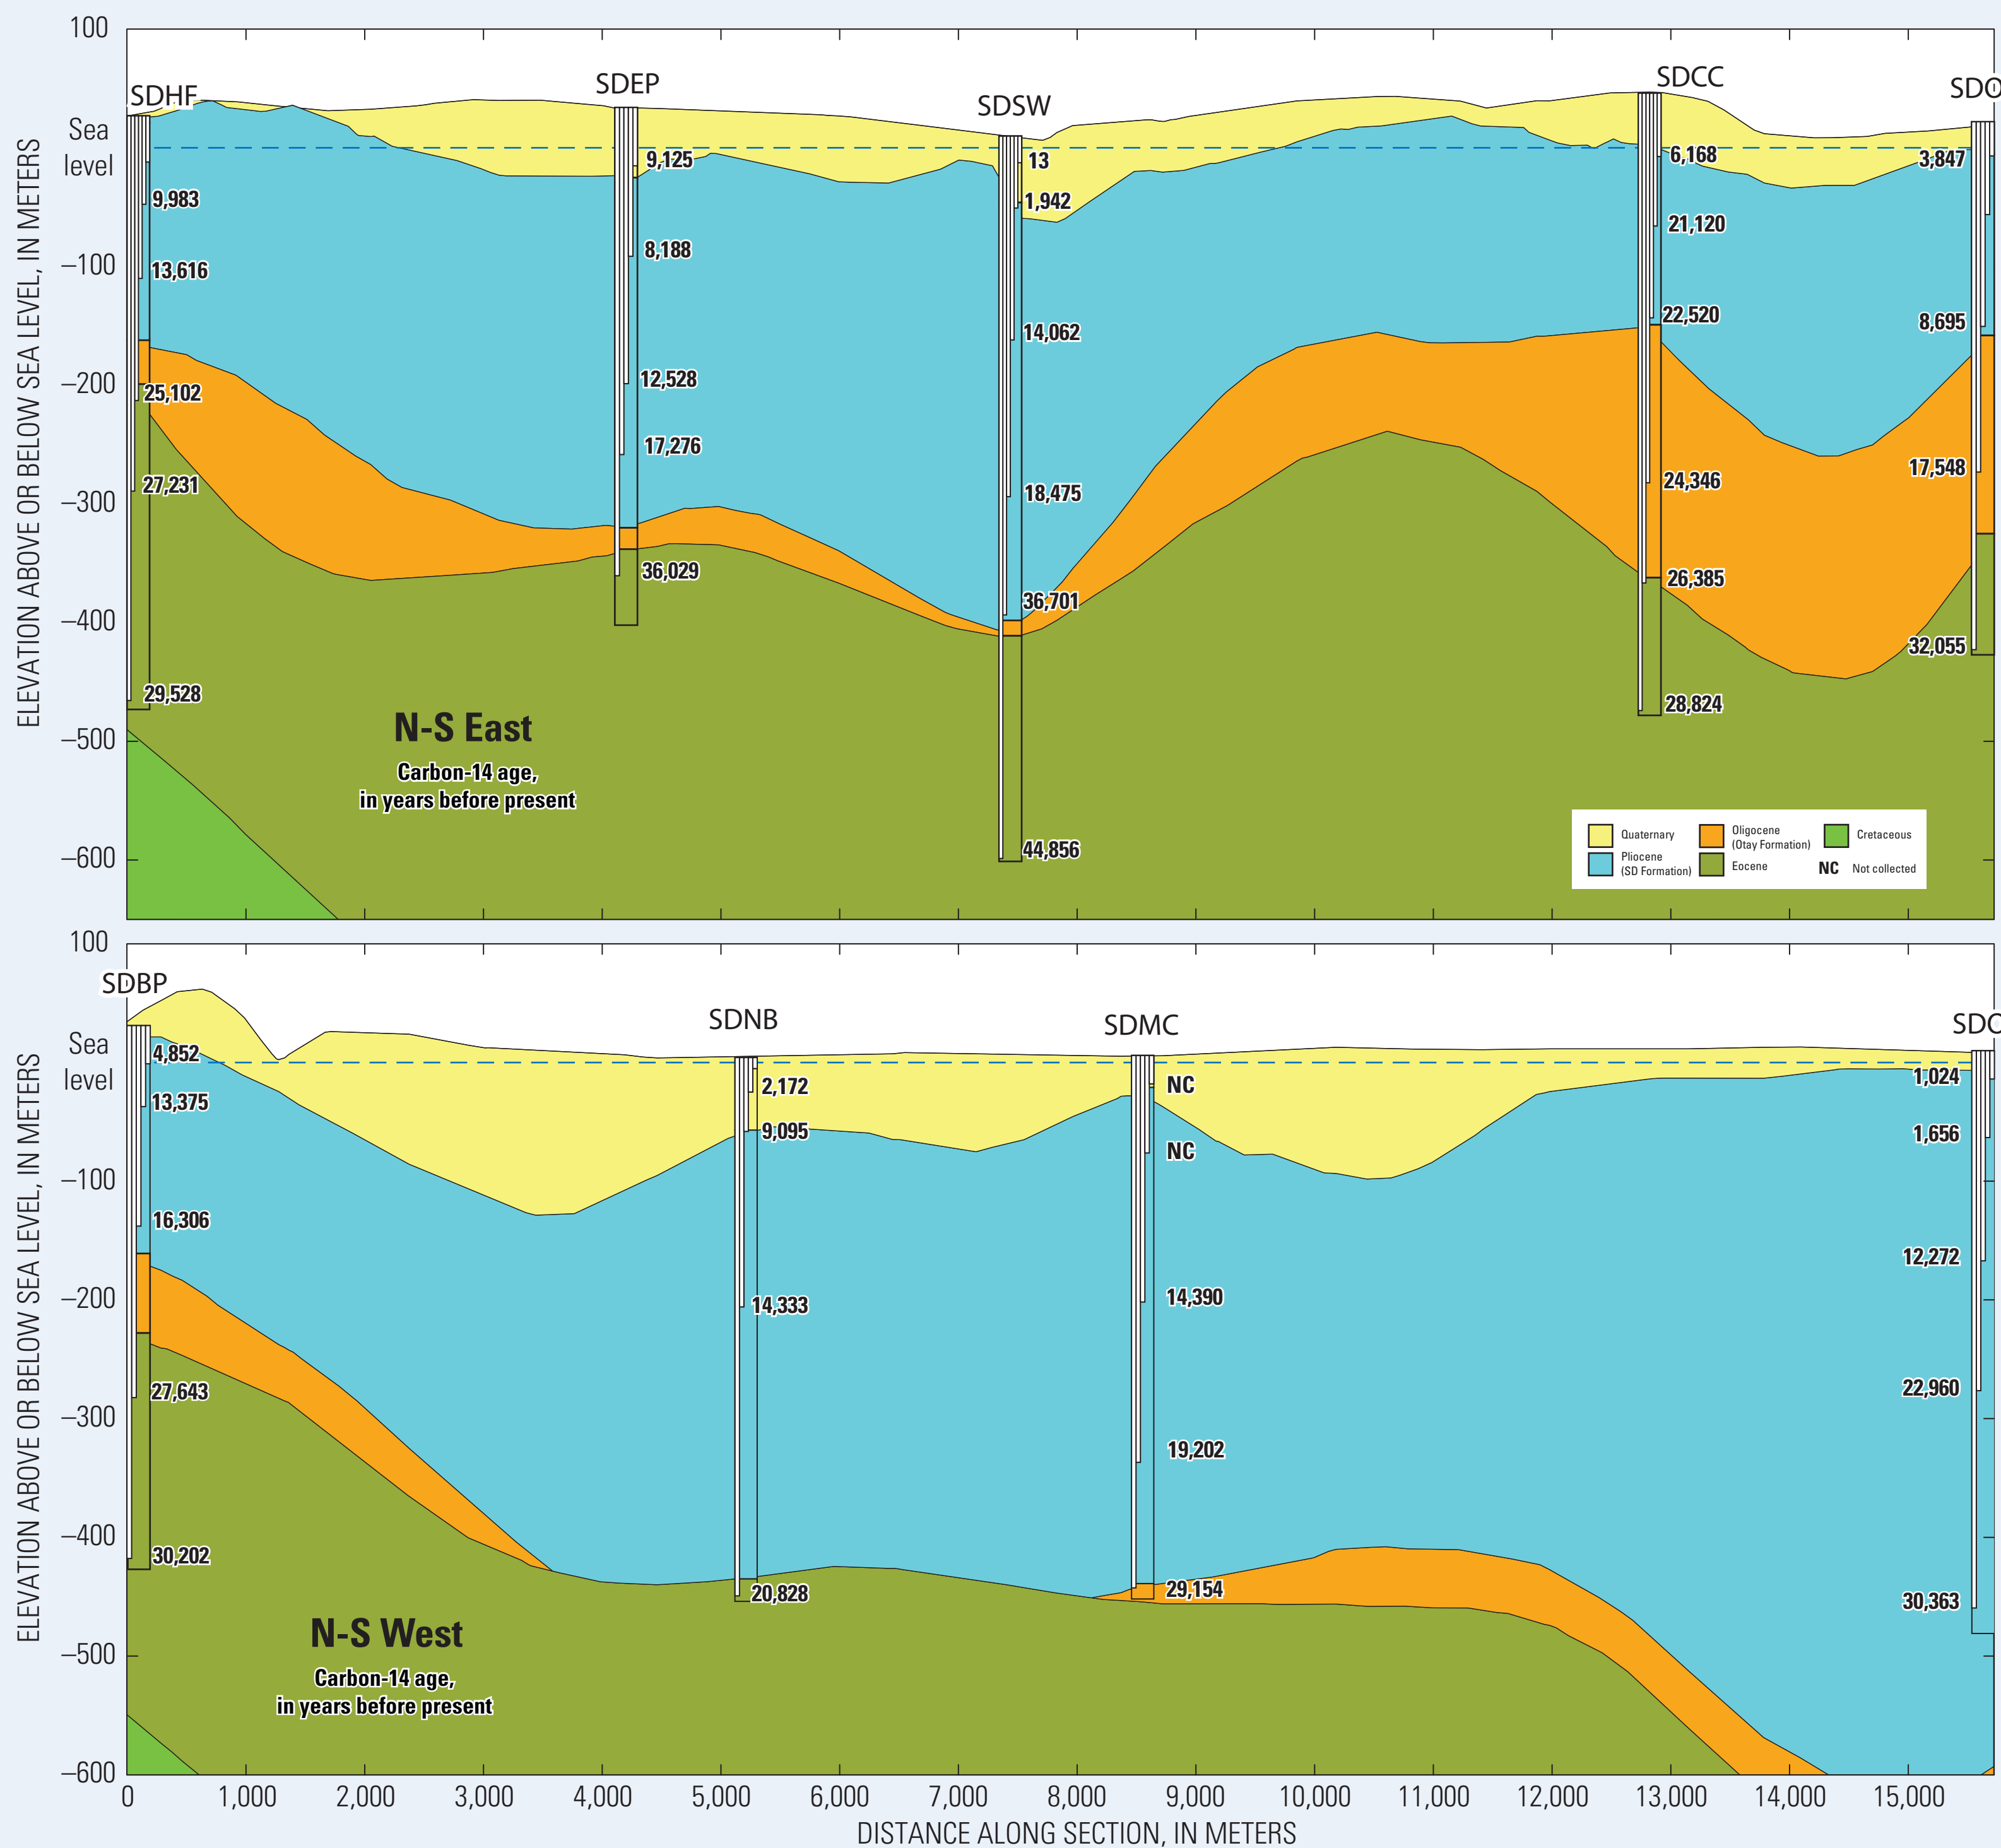 ELEVATION ABOVE OR BELOW SEA LEVEL, IN METERS
100
Sea
level
–100
–200
–300
–400
–500
–600
SDHF
9,983
13,616
25,102
27,231
29,528
SDEP
9,125
8,188
12,528
17,276
36,029
SDSW
13
1,942
14,062
18,475
36,701
44,856
SDCC
6,168
21,120
22,520
24,346
26,385
28,824
SDO
3,847
8,695
17,548
32,055
N-S East
Carbon-14 age,
in years before present
Quaternary
Pliocene
(SD Formation)
Oligocene
(Otay Formation)
Eocene
Cretaceous
NC Not collected
ELEVATION ABOVE OR BELOW SEA LEVEL, IN METERS
100
Sea
level
–100
–200
–300
–400
–500
–600
SDBP
4,852
13,375
16,306
27,643
30,202
SDNB
2,172
9,095
14,333
20,828
SDMC
NC
NC
14,390
19,202
29,154
1,024
1,656
12,272
22,960
30,363
N-S West
Carbon-14 age,
in years before present
0 1,000 2,000 3,000 4,000 5,000 6,000 7,000 8,000 9,000 10,000 11,000 12,000 13,000 14,000 15,000
DISTANCE ALONG SECTION, IN METERS